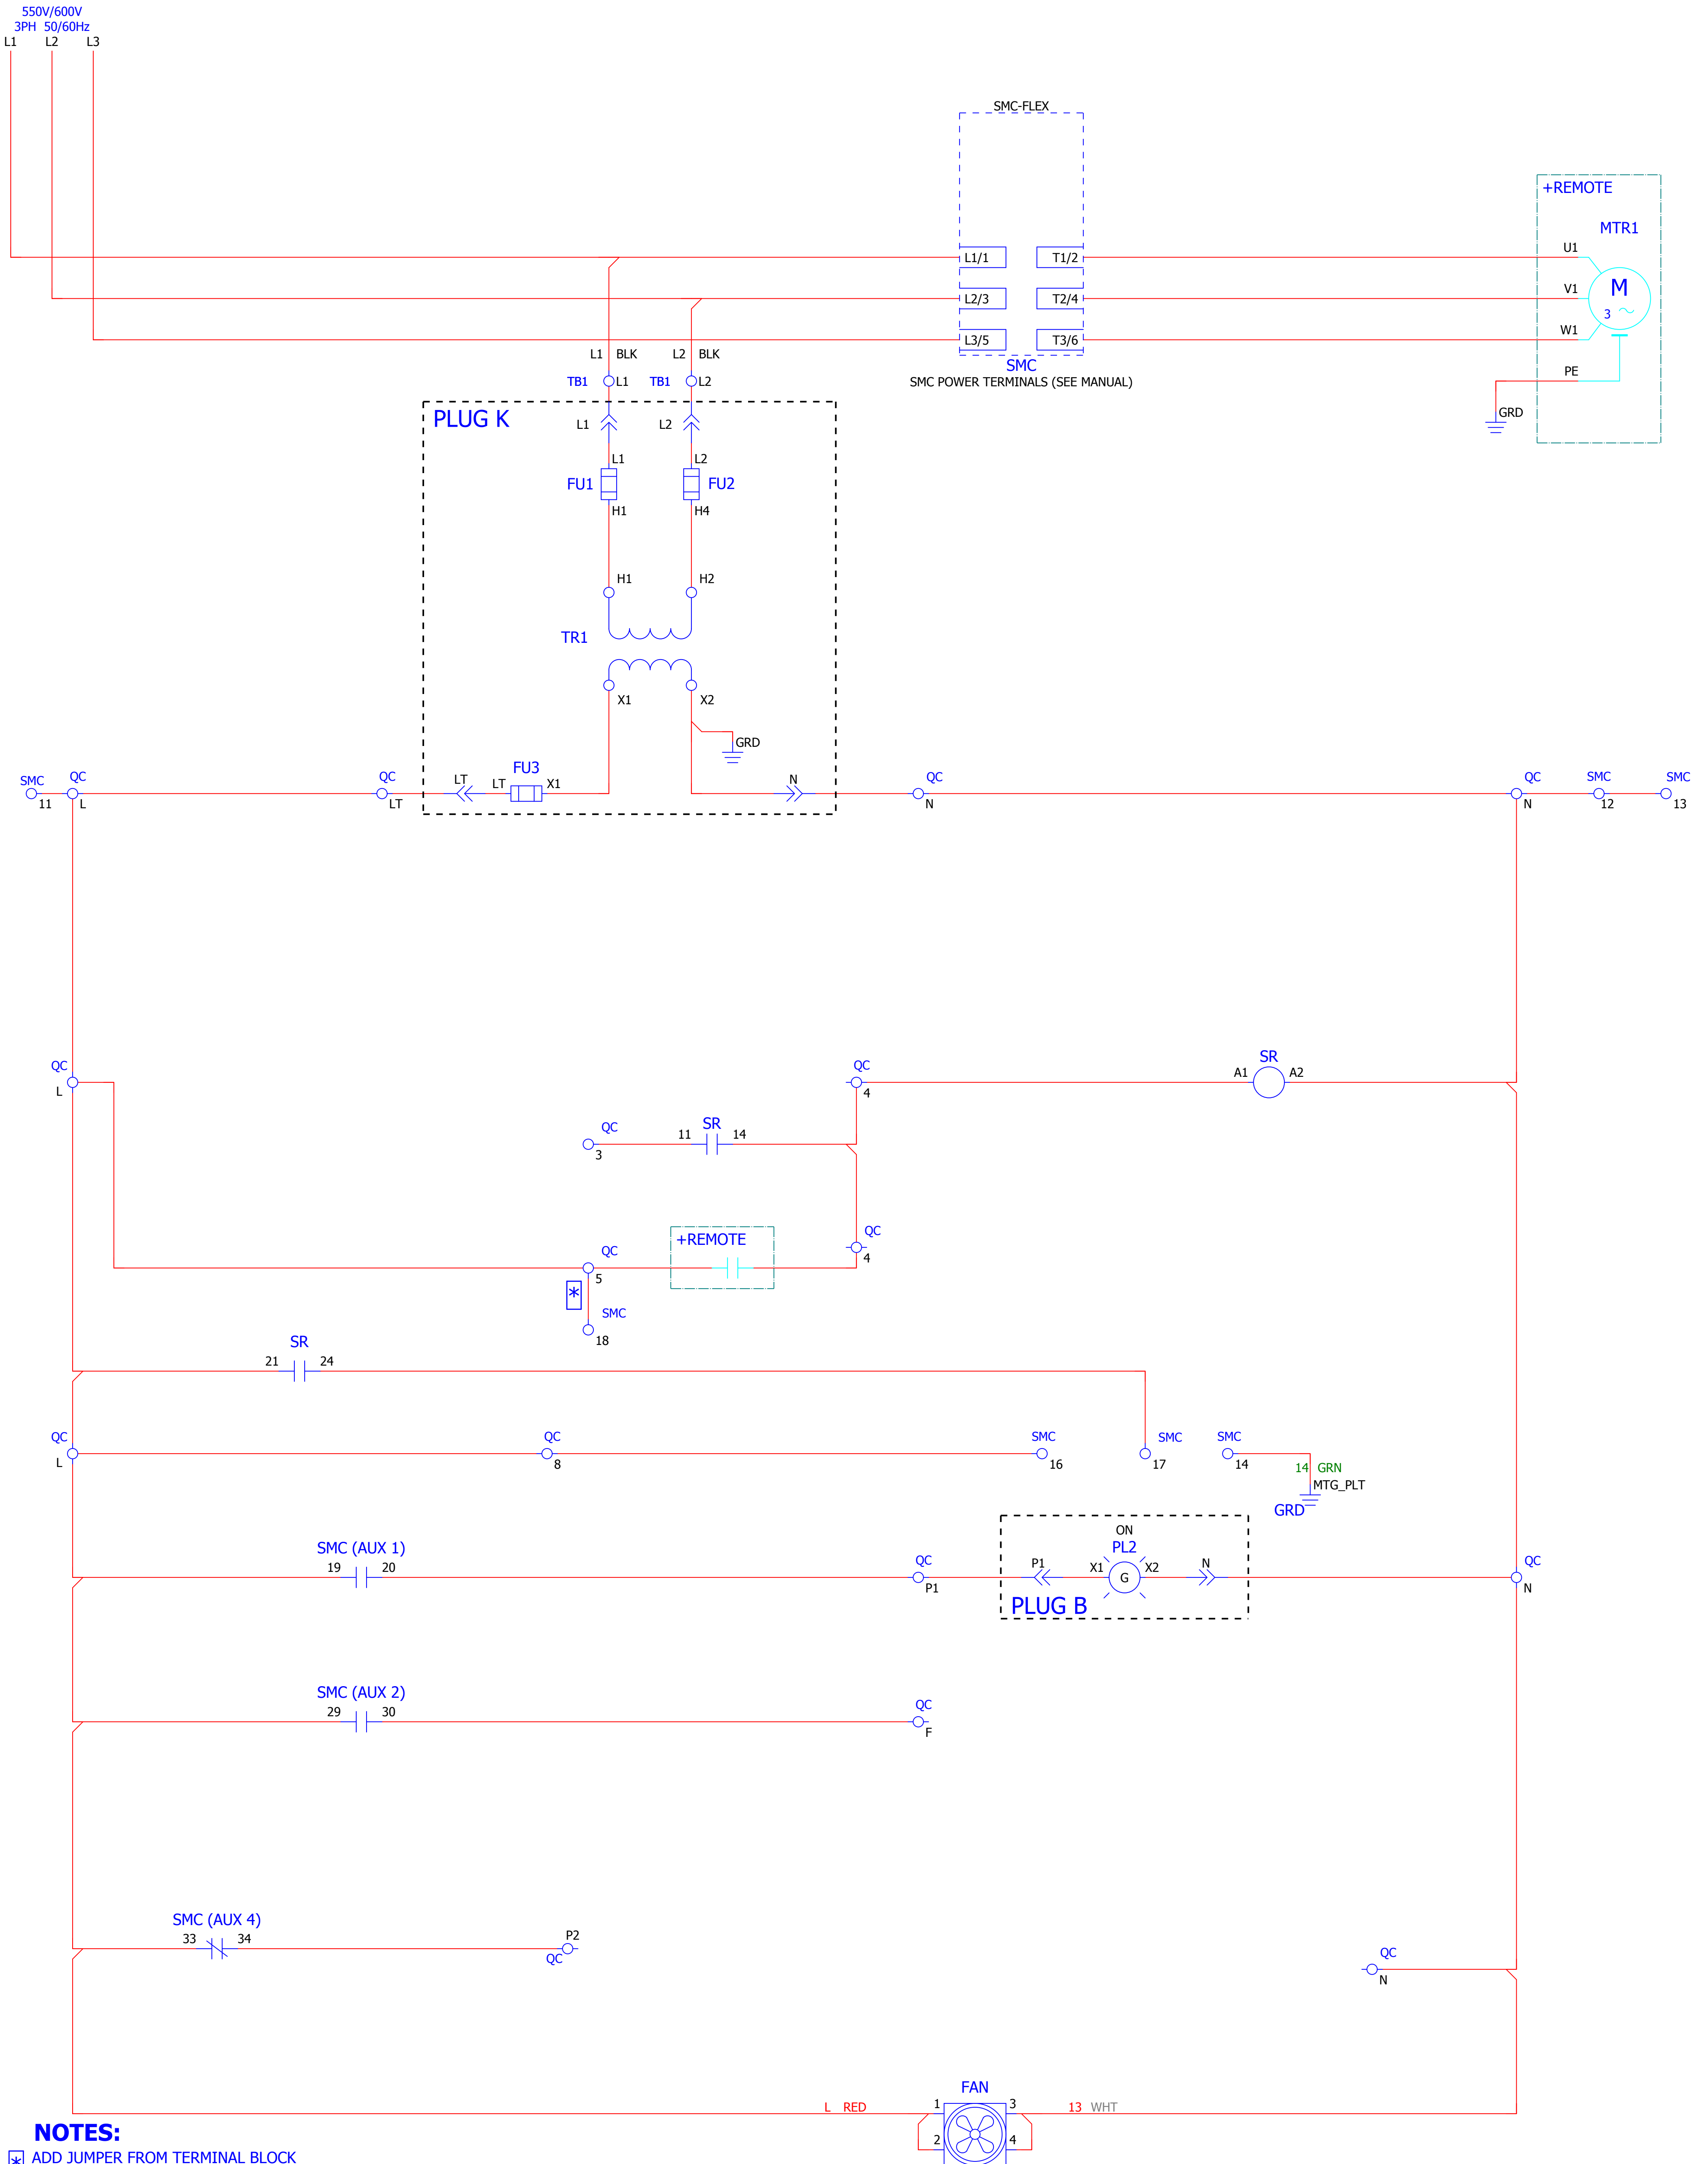 550V/600V
3PH 50/60Hz
L1 L2 L3
SMC-FLEX
+REMOTE
MTR1
U1
L1/1 T1/2
M
3
V1
L2/3 T2/4
W1
L3/5 T3/6
L1 BLK L2 BLK
SMC
SMC POWER TERMINALS (SEE MANUAL)
PE
TB1 L1 TB1 L2
GRD
PLUG K
L1 L2
L1 L2
FU1 FU2
H1 H4
H1 H2
TR1
X1 X2
GRD
SMC QC QC LT LT FU3 X1 N QC QC SMC SMC
11 L LT N N 12 13
QC QC SR
L 4 A1 A2
QC SR
3 11 14
QC
4
+REMOTE
QC
5
*
SMC
18
SR
21 24
QC QC SMC SMC SMC
L 8 16 17 14
14 GRN
MTG_PLT
GRD
ON
SMC (AUX 1) PL2
19 20 QC P1 X1 G X2 N QC
P1 N
PLUG B
SMC (AUX 2)
29 30 QC
F
SMC (AUX 4)
33 34 P2
QC
QC
N
FAN
L RED 1 3 13 WHT
2 4
NOTES:
* ADD JUMPER FROM TERMINAL BLOCK